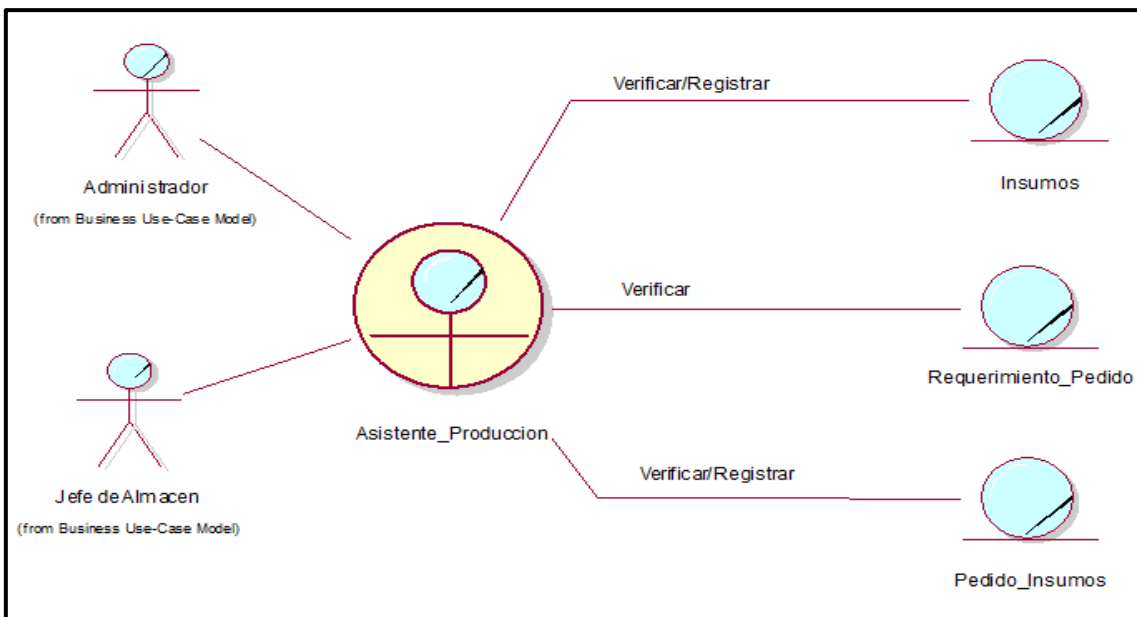 Administrador
(from Business Use-Case Model)
Verificar/Registrar
Insumos
Verificar
Requerimiento_Pedido
Asistente_Produccion
Verificar/Registrar
Jefe de Almacen
(from Business Use-Case Model)
Pedido_Insumos